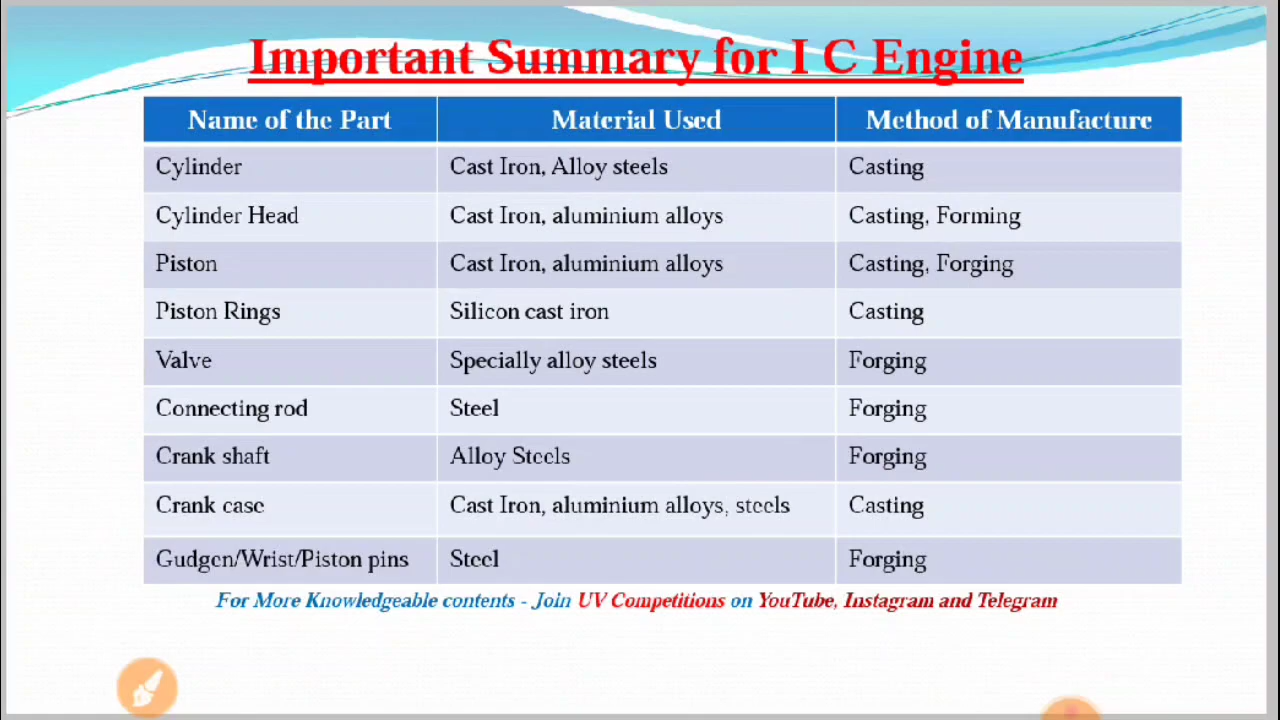 Important Summary for I C Engine
Name of the Part Material Used Method of Manufacture
Cylinder Cast Iron, Alloy steels Casting
Cylinder Head Cast Iron, aluminium alloys Casting, Forming
Piston Cast Iron, aluminium alloys Casting, Forging
Piston Rings Silicon cast iron Casting
Valve Specially alloy steels Forging
Connecting rod Steel Forging
Crank shaft Alloy Steels Forging
Crank case Cast Iron, aluminium alloys, steels Casting
Gudgen/Wrist/Piston pins Steel Forging
For More Knowledgeable contents - Join UV Competitions on YouTube, Instagram and Telegram